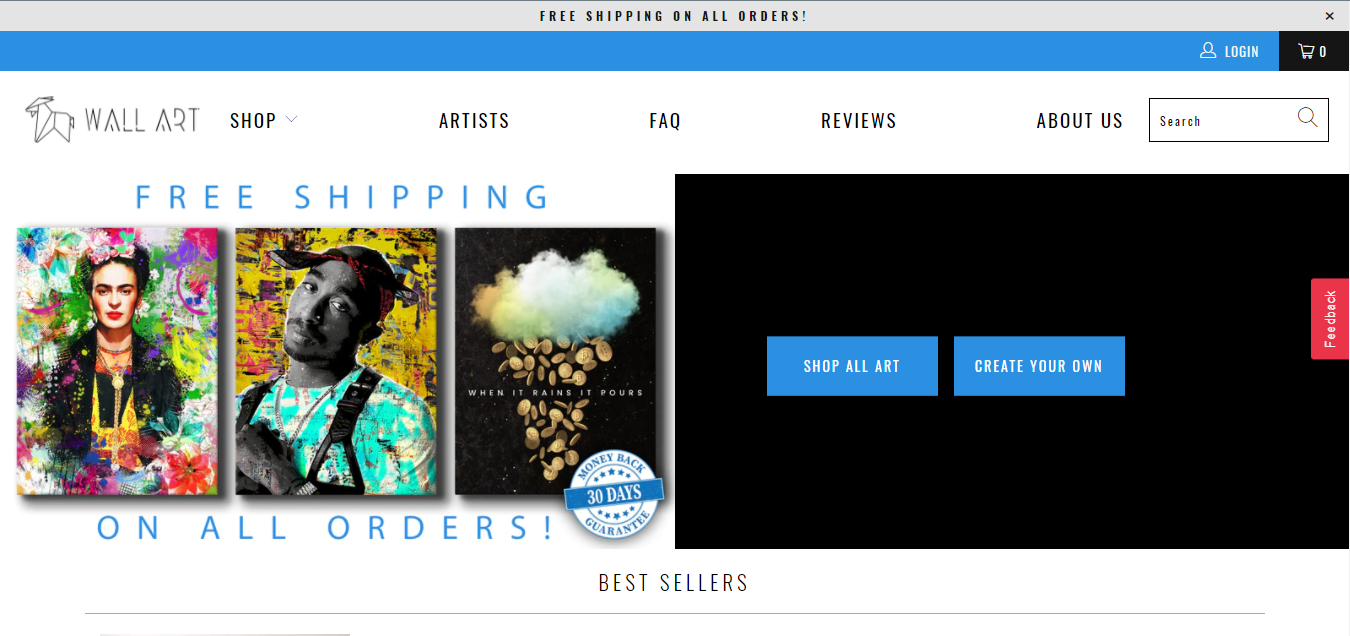 FREE SHIPPING ON ALL ORDERS!
×
LOGIN
0
WALL ART
SHOP
ARTISTS
FAQ
REVIEWS
ABOUT US
Search
FREE SHIPPING
WHEN IT RAINS IT POURS
MONEY BACK
30 DAYS
GUARANTEE
ON ALL ORDERS!
SHOP ALL ART
CREATE YOUR OWN
Feedback
BEST SELLERS